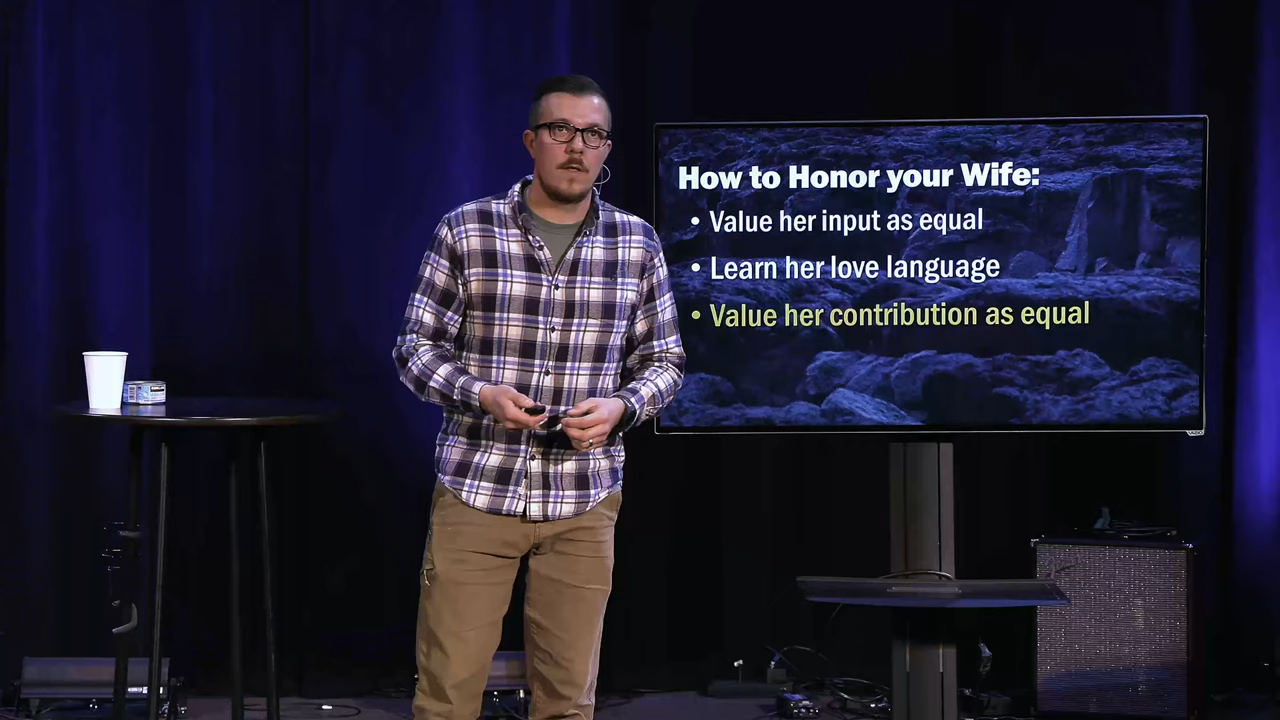 How to Honor your Wife:
• Value her input as equal
• Learn her love language
• Value her contribution as equal